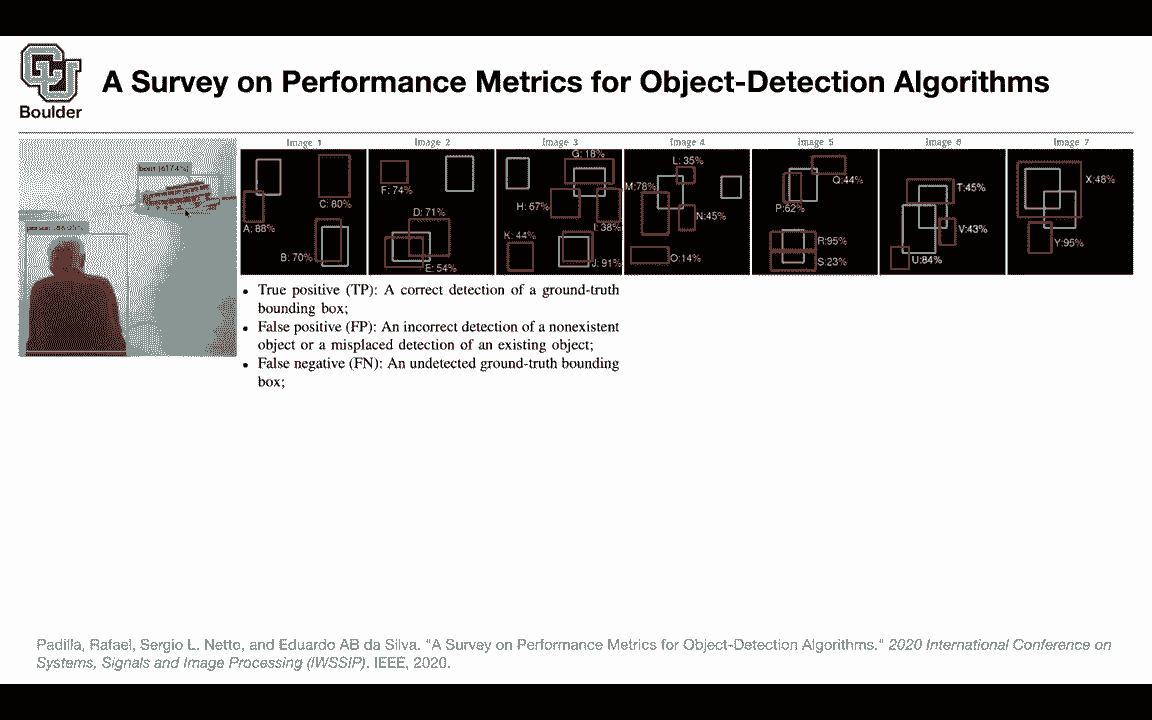 Boulder
A Survey on Performance Metrics for Object-Detection Algorithms
Image 1
Image 2
Image 3
Image 4
Image 5
Image 6
Image 7
A: 88%
B: 70%
C: 80%
F: 74%
D: 71%
E: 54%
G: 18%
H: 67%
I: 38%
K: 44%
J: 91%
L: 35%
M:78%
N:45%
O:14%
Q:44%
P:62%
R:95%
S:23%
T:45%
V:43%
U:84%
X:48%
Y:95%
• True positive (TP): A correct detection of a ground-truth
bounding box;
• False positive (FP): An incorrect detection of a nonexistent
object or a misplaced detection of an existing object;
• False negative (FN): An undetected ground-truth bounding
box;
Padilla, Rafael, Sergio L. Netto, and Eduardo AB da Silva. "A Survey on Performance Metrics for Object-Detection Algorithms." 2020 International Conference on
Systems, Signals and Image Processing (IWSSIP). IEEE, 2020.